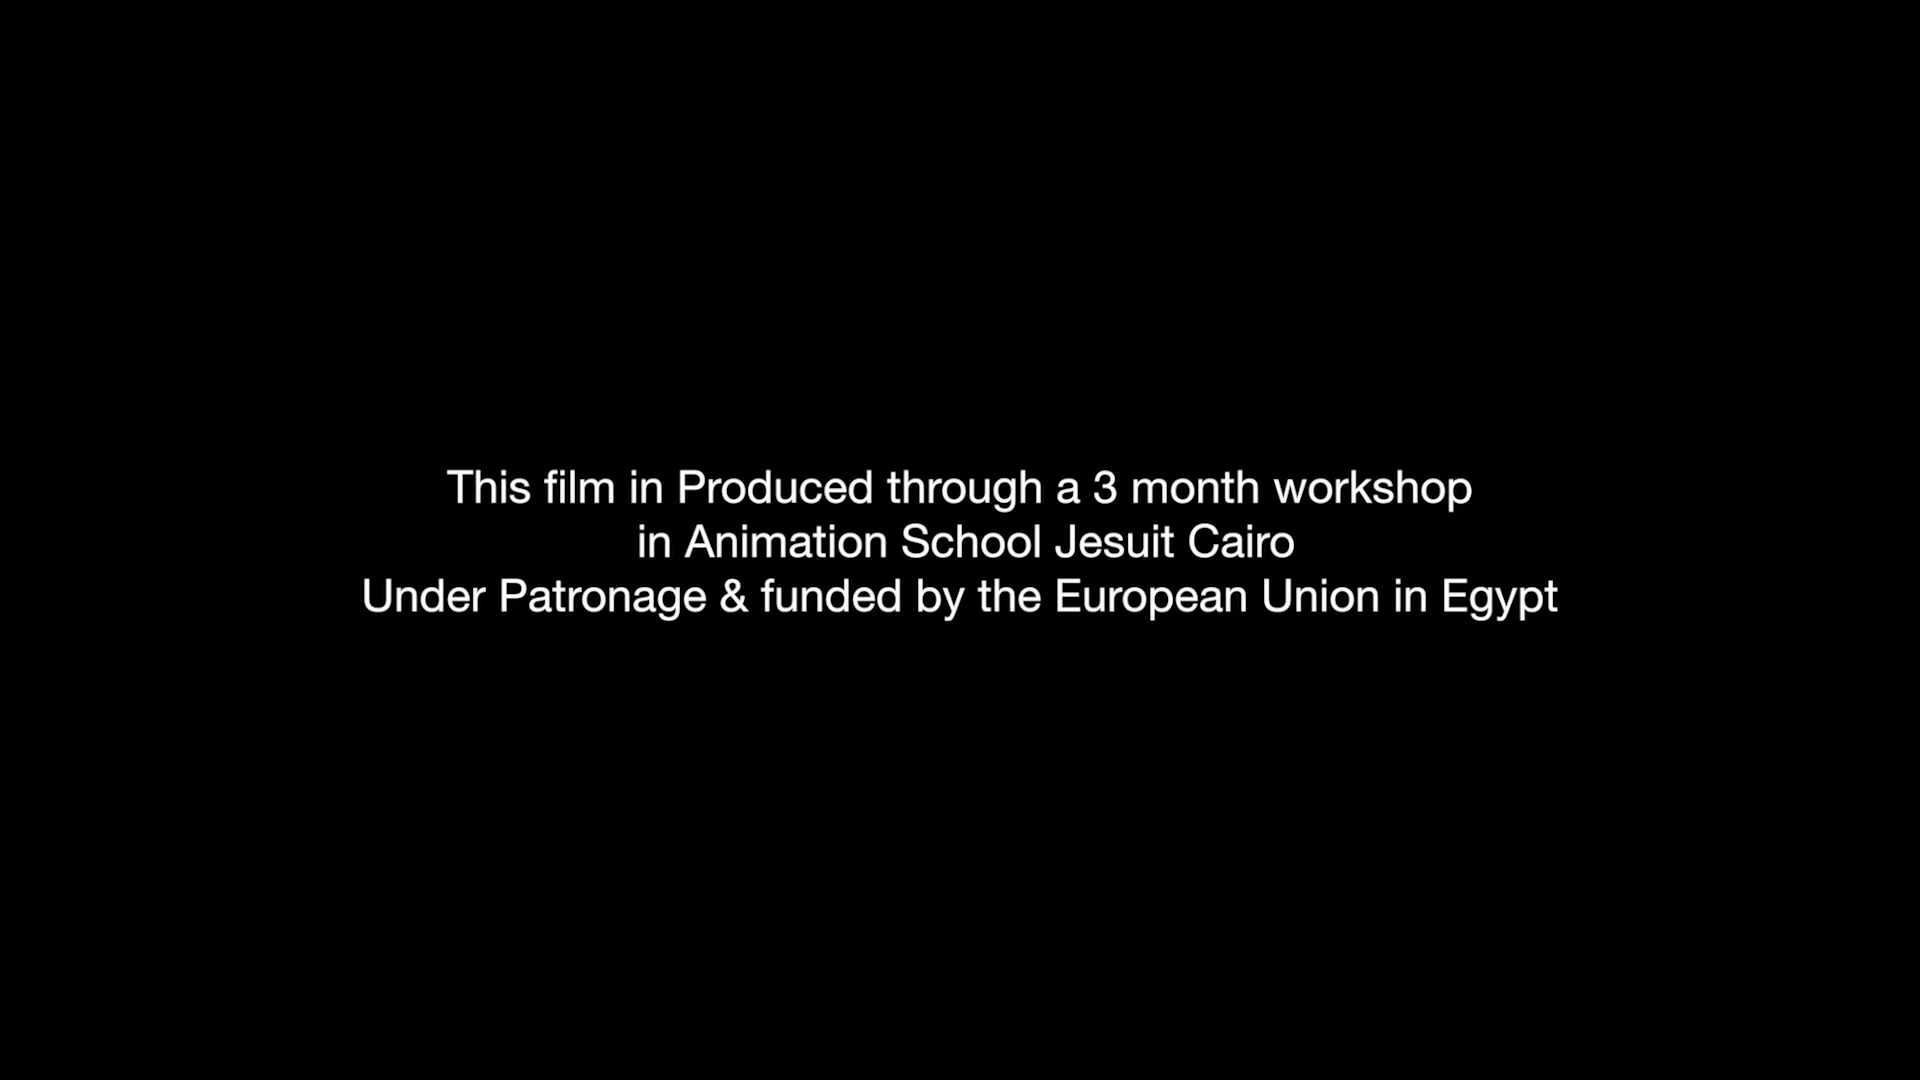 This film in Produced through a 3 month workshop
in Animation School Jesuit Cairo
Under Patronage & funded by the European Union in Egypt